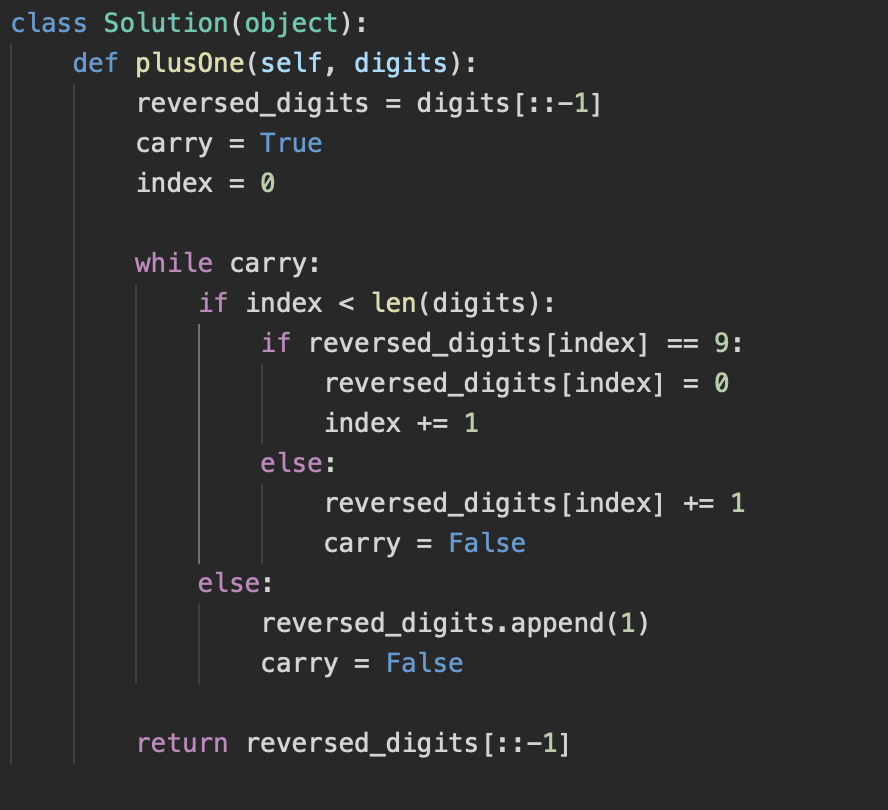 class Solution(object):
    def plusOne(self, digits):
        reversed_digits = digits[::-1]
        carry = True
        index = 0

        while carry:
            if index < len(digits):
                if reversed_digits[index] == 9:
                    reversed_digits[index] = 0
                    index += 1
                else:
                    reversed_digits[index] += 1
                    carry = False
            else:
                reversed_digits.append(1)
                carry = False

        return reversed_digits[::-1]